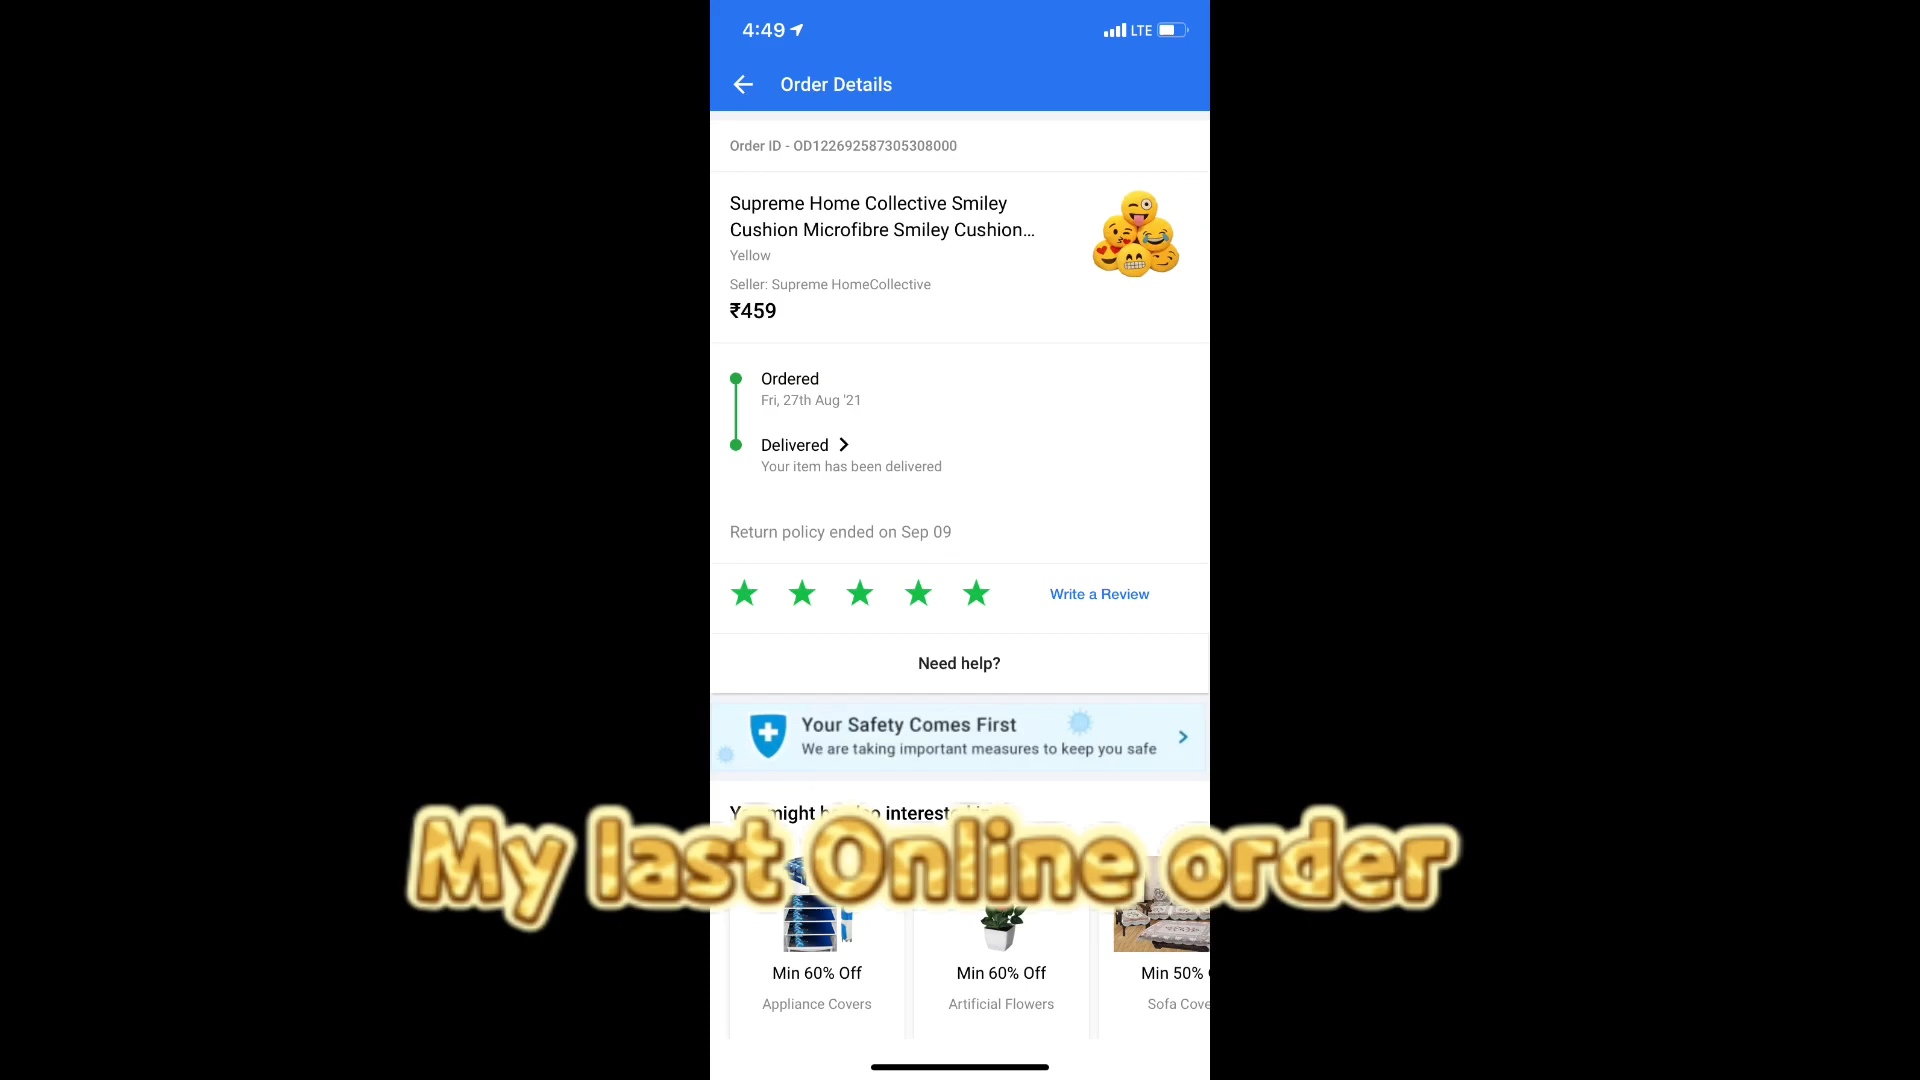 4:49
LTE
Order Details
Order ID - OD122692587305308000
Supreme Home Collective Smiley
Cushion Microfibre Smiley Cushion...
Yellow
Seller: Supreme HomeCollective
₹459
Ordered
Fri, 27th Aug '21
Delivered
Your item has been delivered
Return policy ended on Sep 09
Write a Review
Need help?
Your Safety Comes First
We are taking important measures to keep you safe
might
My last Online order
Min 60% Off
Min 60% Off
Min 50%
Appliance Covers
Artificial Flowers
Sofa